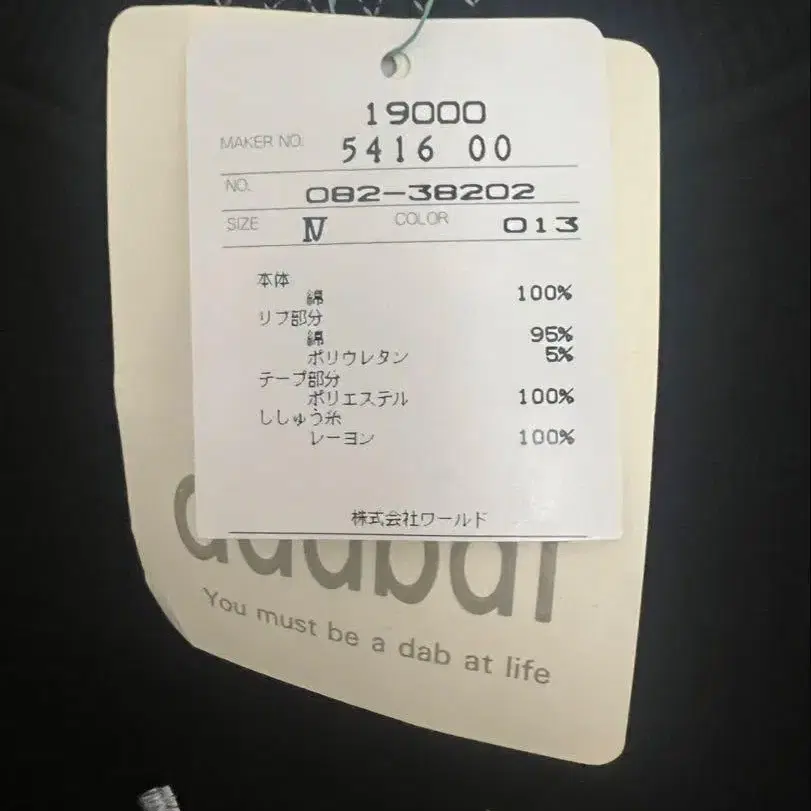 19000
MAKER NO. 5416 00
NO. 082-38202
SIZE Ⅳ COLOR 013
本体
綿 100%
リブ部分
綿 95%
ポリウレタン 5%
テープ部分
ポリエステル 100%
ししゅう糸
レーヨン 100%
株式会社ワールド
You must be a dab at life